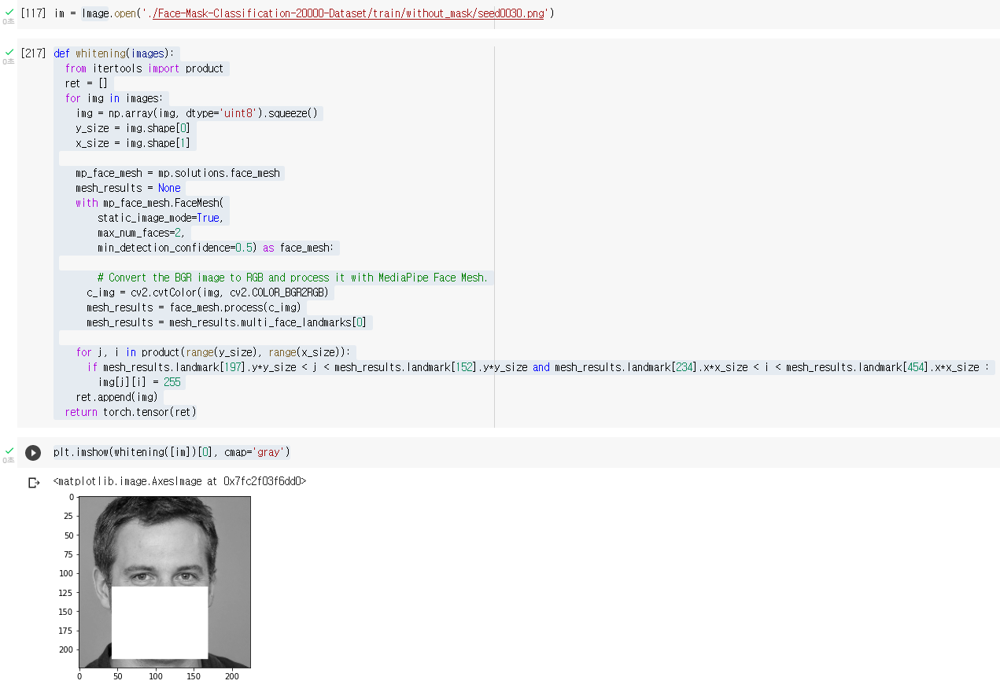 [117] im = Image.open('./Face-Mask-Classification-20000-Dataset/train/without_mask/seed0030.png')
0초
[217] def whitening(images):
0초
from itertools import product
ret = []
for img in images:
img = np.array(img, dtype='uint8').squeeze()
y_size = img.shape[0]
x_size = img.shape[1]
mp_face_mesh = mp.solutions.face_mesh
mesh_results = None
with mp_face_mesh.FaceMesh(
static_image_mode=True,
max_num_faces=2,
min_detection_confidence=0.5) as face_mesh:
# Convert the BGR image to RGB and process it with MediaPipe Face Mesh.
c_img = cv2.cvtColor(img, cv2.COLOR_BGR2RGB)
mesh_results = face_mesh.process(c_img)
mesh_results = mesh_results.multi_face_landmarks[0]
for j, i in product(range(y_size), range(x_size)):
if mesh_results.landmark[197].y*y_size < j < mesh_results.landmark[152].y*y_size and mesh_results.landmark[234].x*x_size < i < mesh_results.landmark[454].x*x_size :
img[j][i] = 255
ret.append(img)
return torch.tensor(ret)
plt.imshow(whitening([im])[0], cmap='gray')
0초
<matplotlib.image.AxesImage at 0x7fc2f03f6dd0>
0
25
50
75
100
125
150
175
200
0 50 100 150 200